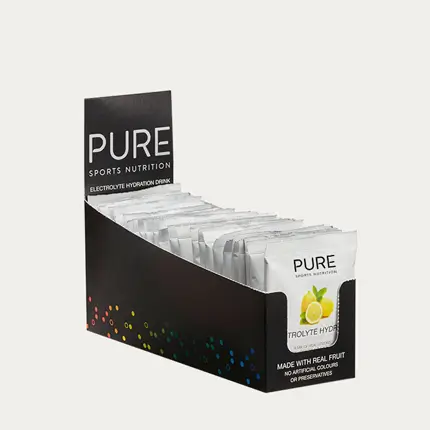 PURE
SPORTS NUTRITION
ELECTROLYTE HYDRATION DRINK
PURE
SPORTS NUTRITION
TROLYTE HYDR
MADE WITH REAL FRUIT
NO ARTIFICIAL COLOURS
OR PRESERVATIVES